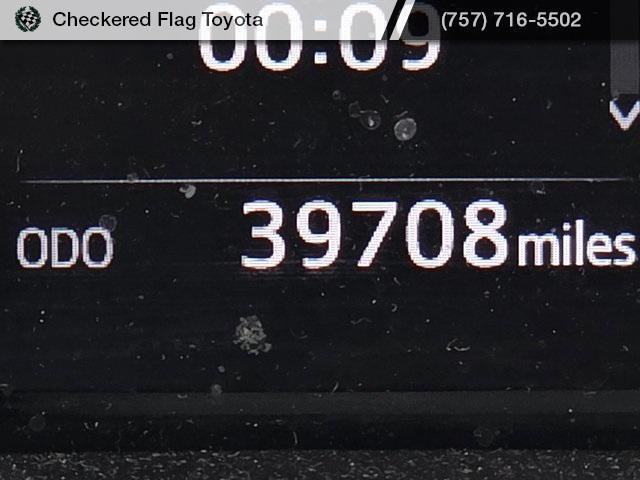 Checkered Flag Toyota (757) 716-5502
00:09
ODO 39708 miles